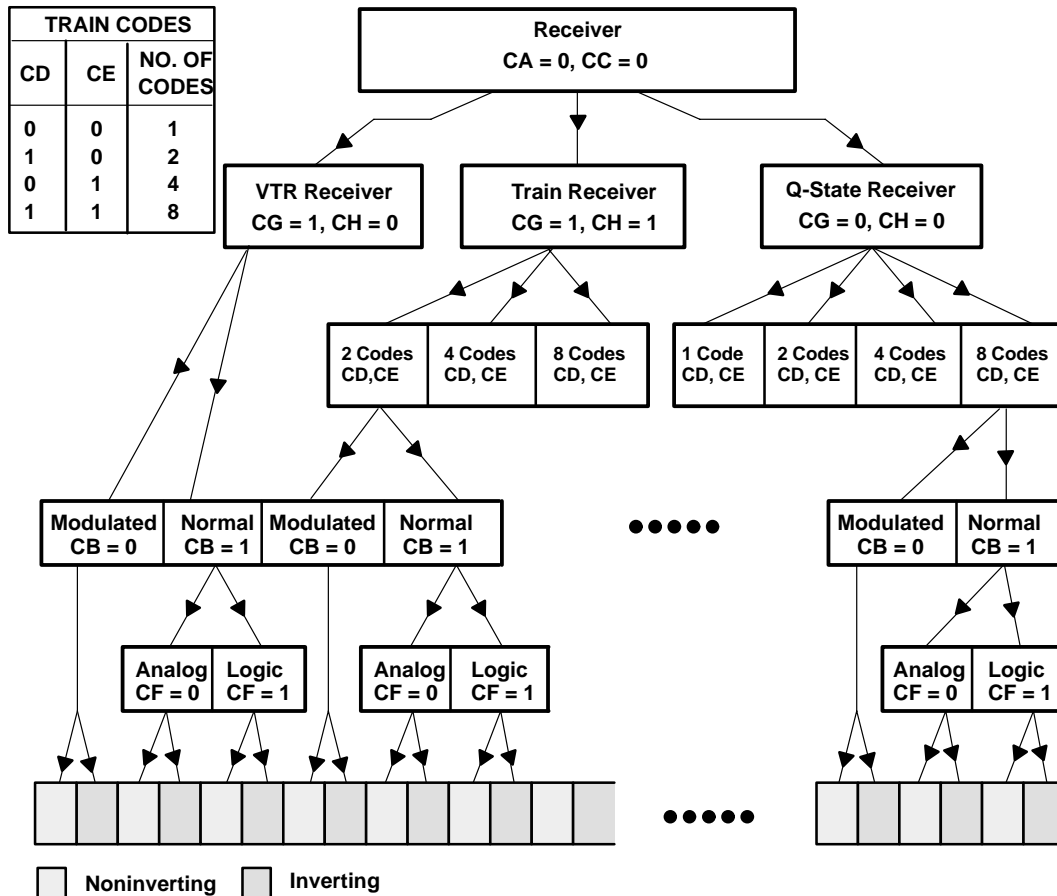 TRAIN CODES
CD CE NO. OF CODES
0 0 1
1 0 2
0 1 4
1 1 8
Receiver
CA = 0, CC = 0
VTR Receiver
CG = 1, CH = 0
Train Receiver
CG = 1, CH = 1
Q-State Receiver
CG = 0, CH = 0
2 Codes
CD,CE
4 Codes
CD, CE
8 Codes
CD, CE
1 Code
CD, CE
2 Codes
CD, CE
4 Codes
CD, CE
8 Codes
CD, CE
Modulated
CB = 0
Normal
CB = 1
Modulated
CB = 0
Normal
CB = 1
Modulated
CB = 0
Normal
CB = 1
Analog
CF = 0
Logic
CF = 1
Analog
CF = 0
Logic
CF = 1
Analog
CF = 0
Logic
CF = 1
Noninverting
Inverting